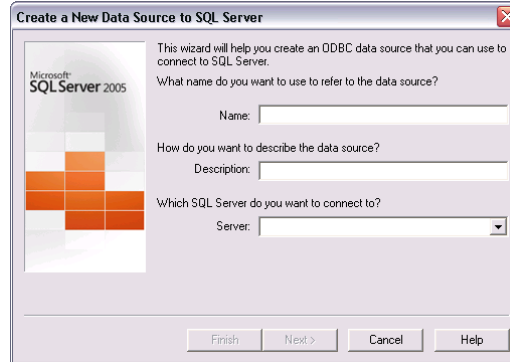 Create a New Data Source to SQL Server
Microsoft®
SQL Server 2005
This wizard will help you create an ODBC data source that you can use to
connect to SQL Server.
What name do you want to use to refer to the data source?
Name:
How do you want to describe the data source?
Description:
Which SQL Server do you want to connect to?
Server:
Finish
Next >
Cancel
Help